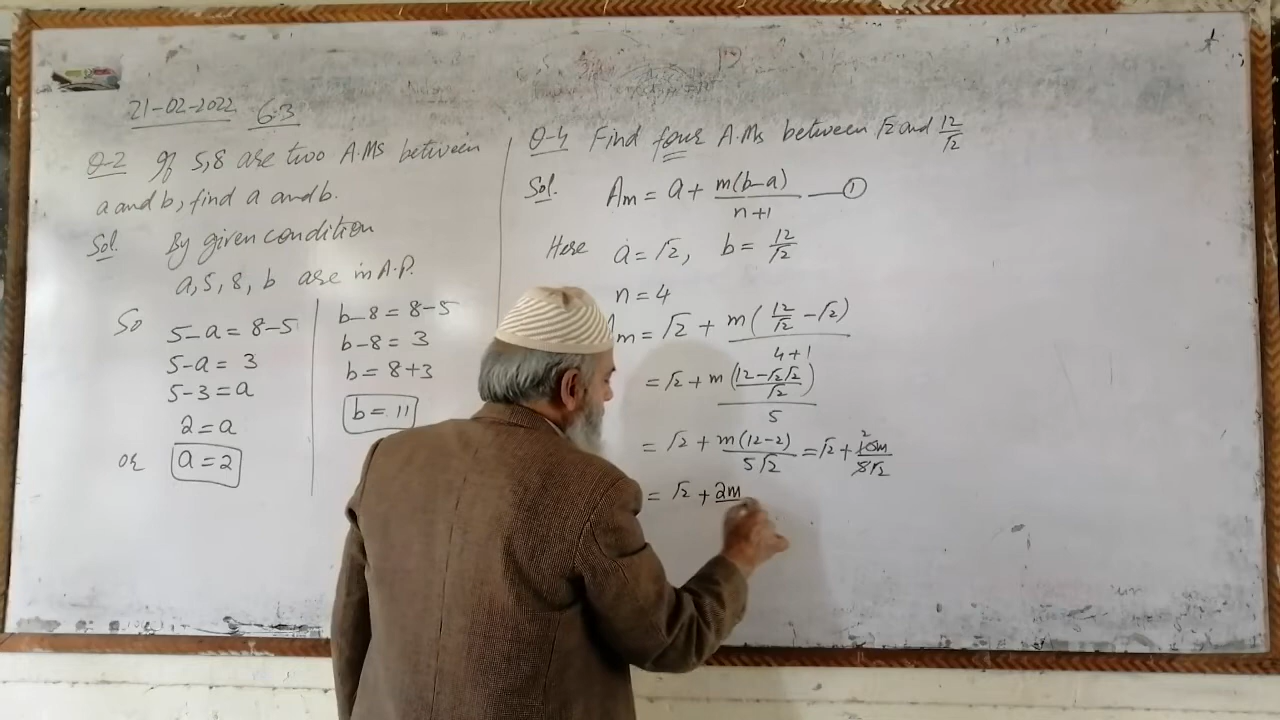 21-02-2022 6.3
Q-2 If 5,8 are two A.Ms between
a and b, find a and b.
Sol. By given condition
a, 5, 8, b are in A.P.
So 5-a = 8-5
5-a = 3
5-3 = a
2 = a
or a = 2
b-8 = 8-5
b-8 = 3
b = 8+3
b = 11
Q-4 Find four A.Ms between √2 and 12/√2
Sol. Am = a + m(b-a)/n+1 — ①
Here a = √2, b = 12/√2
n = 4
m = √2 + m(12/√2 - √2)/4+1
= √2 + m(12-√2√2/√2)/5
= √2 + m(12-2)/5√2 = √2 + 10m/5√2
2
= √2 + 2m